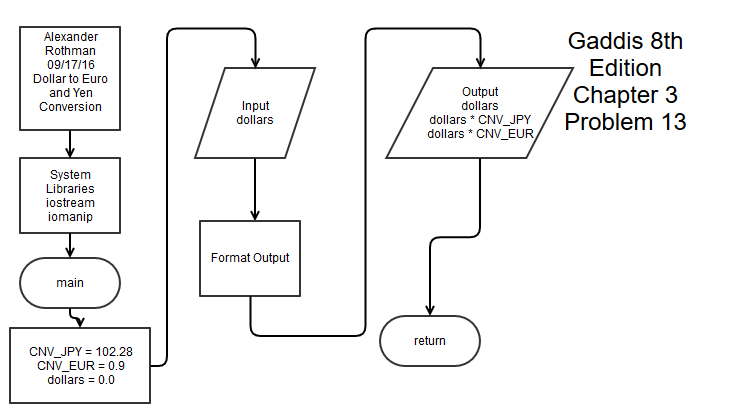 Alexander
Rothman
09/17/16
Dollar to Euro
and Yen
Conversion
System
Libraries
iostream
iomanip
main
CNV_JPY = 102.28
CNV_EUR = 0.9
dollars = 0.0
Input
dollars
Format Output
Output
dollars
dollars * CNV_JPY
dollars * CNV_EUR
return
Gaddis 8th
Edition
Chapter 3
Problem 13